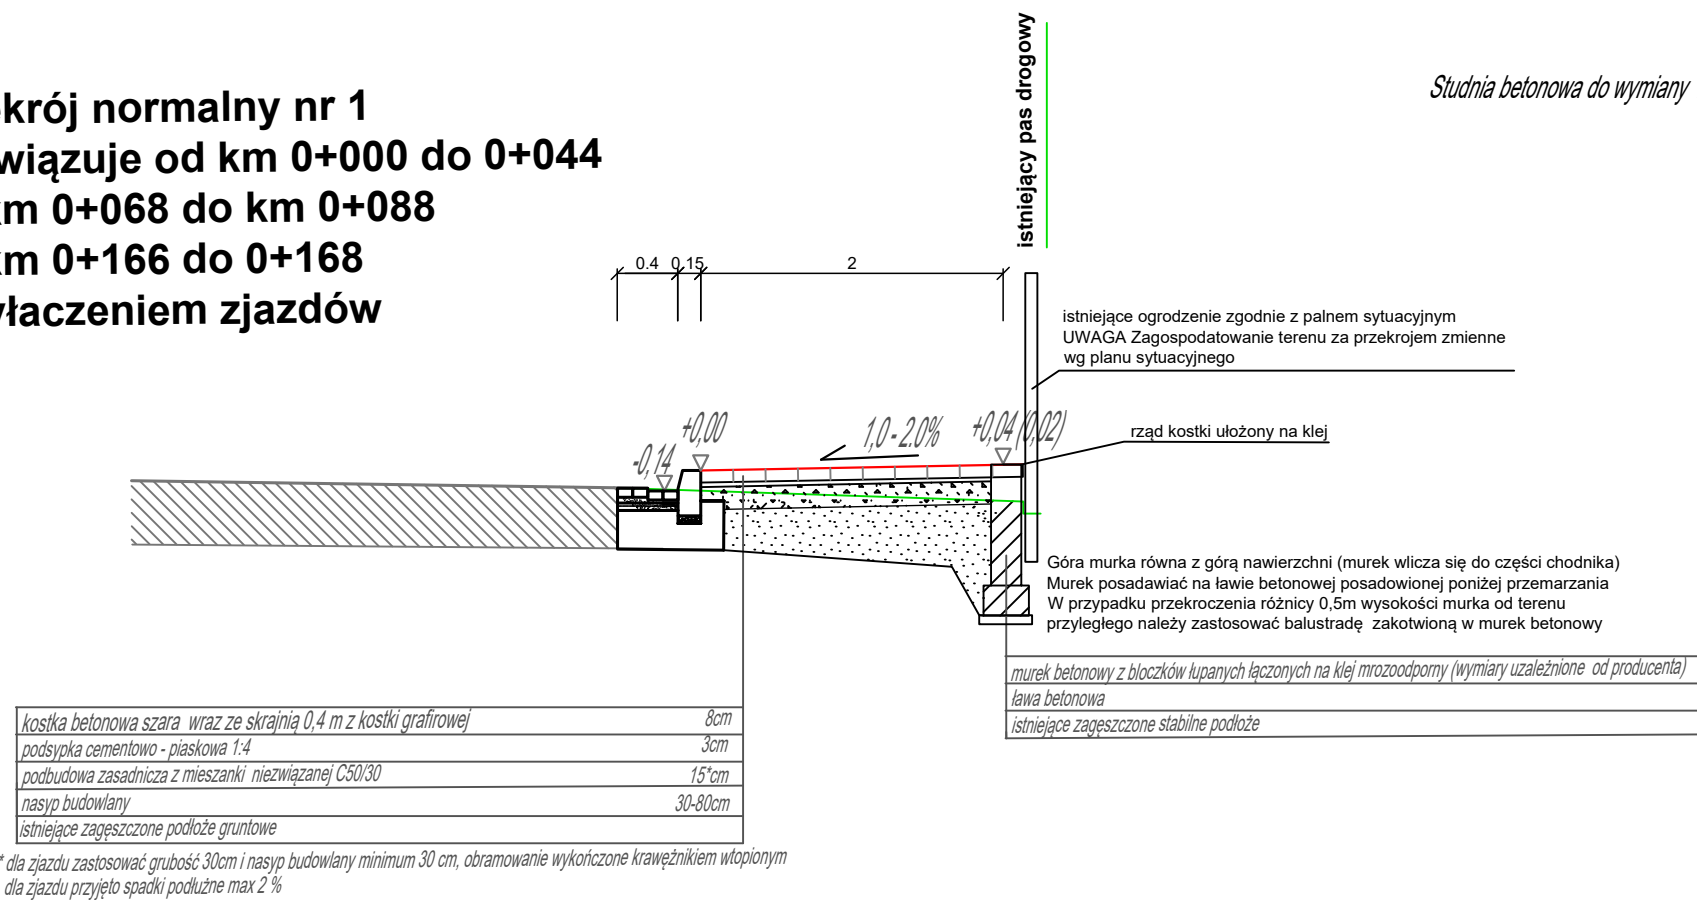 krój normalny nr 1
wiązuje od km 0+000 do 0+044
km 0+068 do km 0+088
km 0+166 do 0+168
yłaczeniem zjazdów
istniejący pas drogowy
Studnia betonowa do wymiany
0.4 0.15 2
istniejące ogrodzenie zgodnie z palnem sytuacyjnym
UWAGA Zagospodatowanie terenu za przekrojem zmienne
wg planu sytuacyjnego
-0,14 +0,00 1,0 - 2.0% +0,04 (0,02)
rząd kostki ułożony na klej
Góra murka równa z górą nawierzchni (murek wlicza się do części chodnika)
Murek posadawiać na ławie betonowej posadowionej poniżej przemarzania
W przypadku przekroczenia różnicy 0,5m wysokości murka od terenu
przyległego należy zastosować balustradę zakotwioną w murek betonowy
murek betonowy z bloczków łupanych łączonych na klej mrozoodporny (wymiary uzależnione od producenta)
ława betonowa
istniejące zagęszczone stabilne podłoże
kostka betonowa szara wraz ze skrajnią 0,4 m z kostki grafirowej 8cm
podsypka cementowo - piaskowa 1:4 3cm
podbudowa zasadnicza z mieszanki niezwiązanej C50/30 15*cm
nasyp budowlany 30-80cm
istniejące zagęszczone podłoże gruntowe
* dla zjazdu zastosować grubość 30cm i nasyp budowlany minimum 30 cm, obramowanie wykończone krawężnikiem wtopionym
dla zjazdu przyjęto spadki podłużne max 2 %